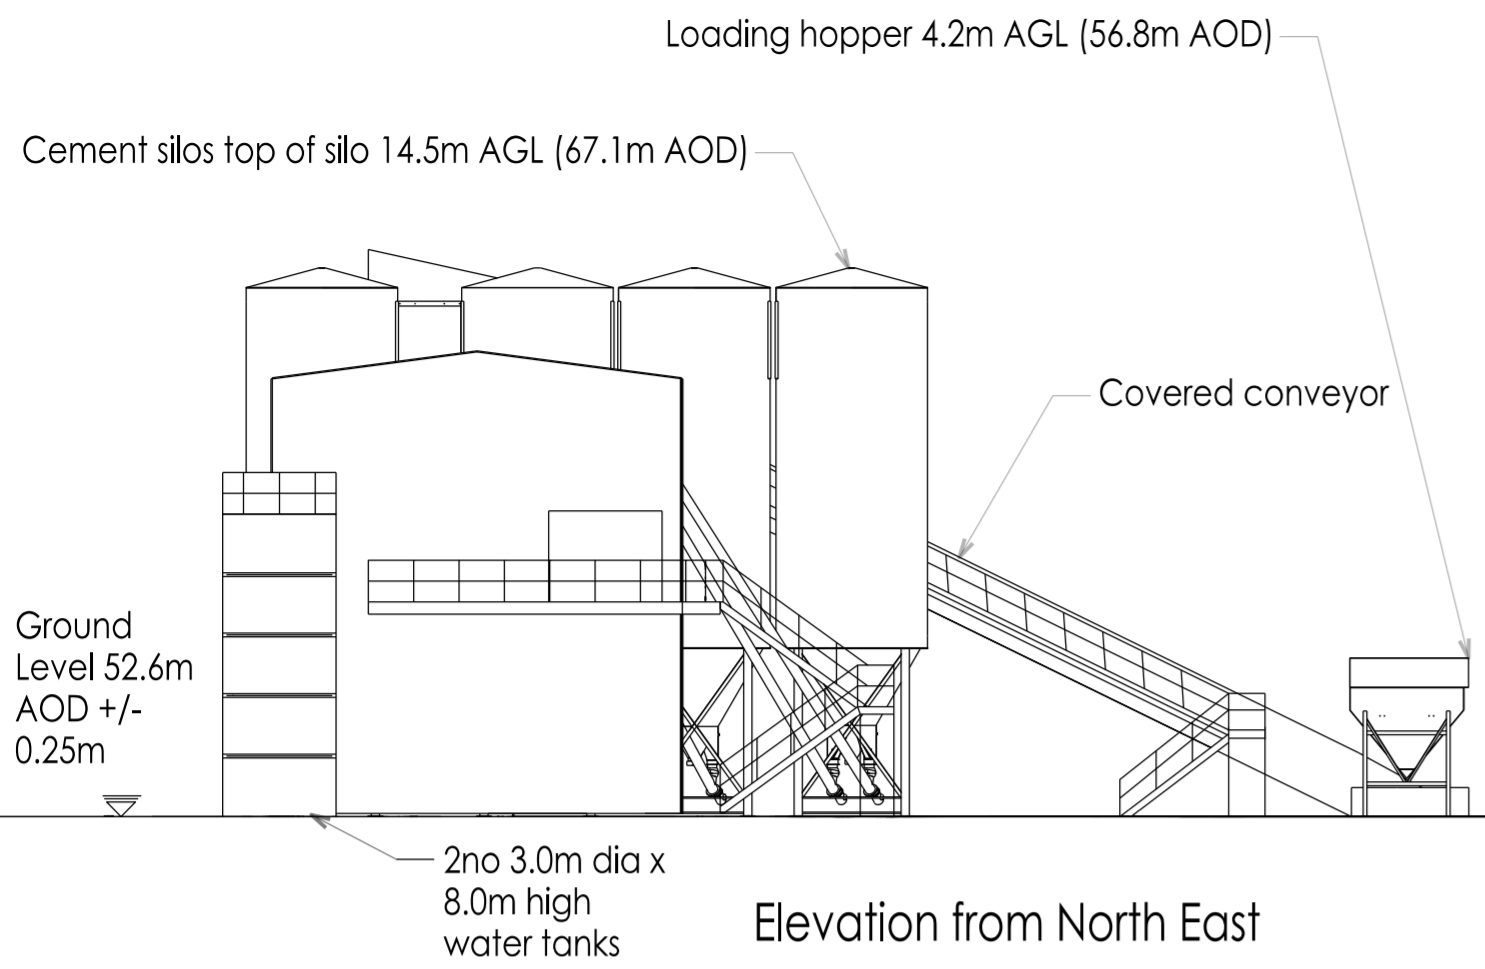 Loading hopper 4.2m AGL (56.8m AOD)
Cement silos top of silo 14.5m AGL (67.1m AOD)
Covered conveyor
Ground
Level 52.6m
AOD +/-
0.25m
2no 3.0m dia x
8.0m high
water tanks
Elevation from North East